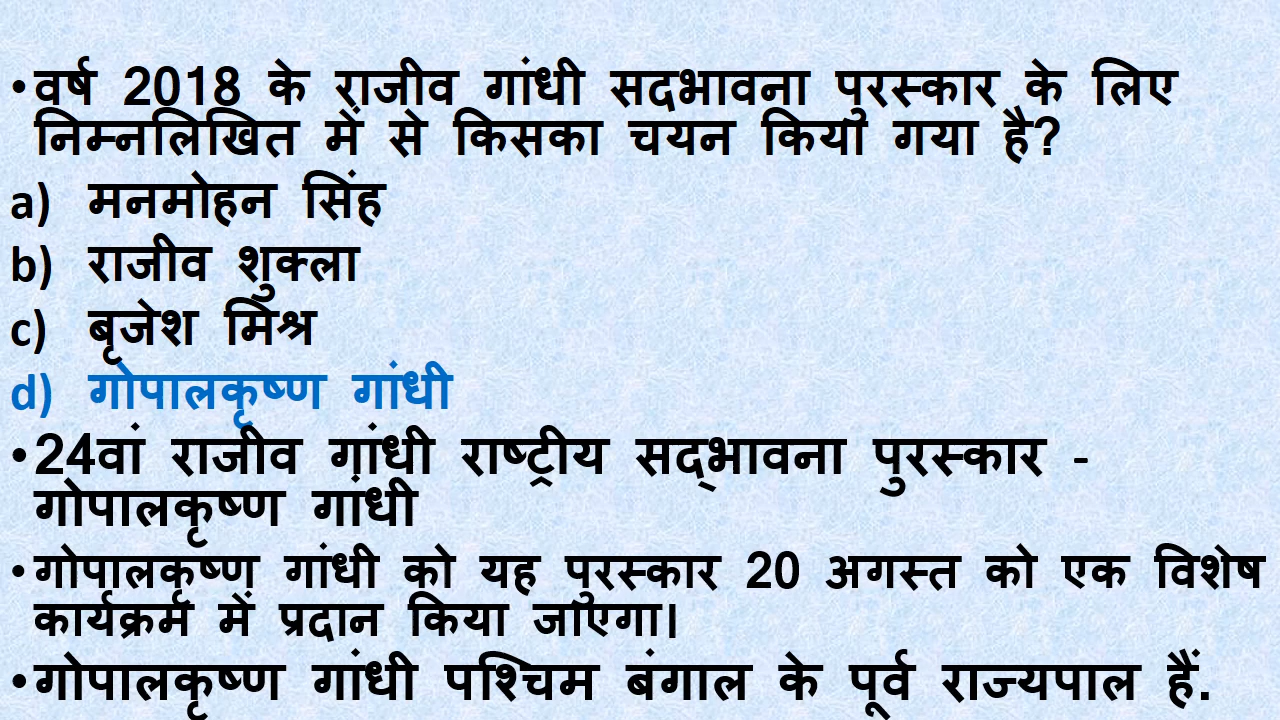 •वर्ष 2018 के राजीव गांधी सदभावना पुरस्कार के लिए
निम्नलिखित में से किसका चयन किया गया है?
a) मनमोहन सिंह
b) राजीव शुक्ला
c) बृजेश मिश्र
d) गोपालकृष्ण गांधी
•24वां राजीव गांधी राष्ट्रीय सद्‌भावना पुरस्कार -
गोपालकृष्ण गांधी
•गोपालकृष्ण गांधी को यह पुरस्कार 20 अगस्त को एक विशेष
कार्यक्रम में प्रदान किया जाएगा।
•गोपालकृष्ण गांधी पश्चिम बंगाल के पूर्व राज्यपाल हैं.